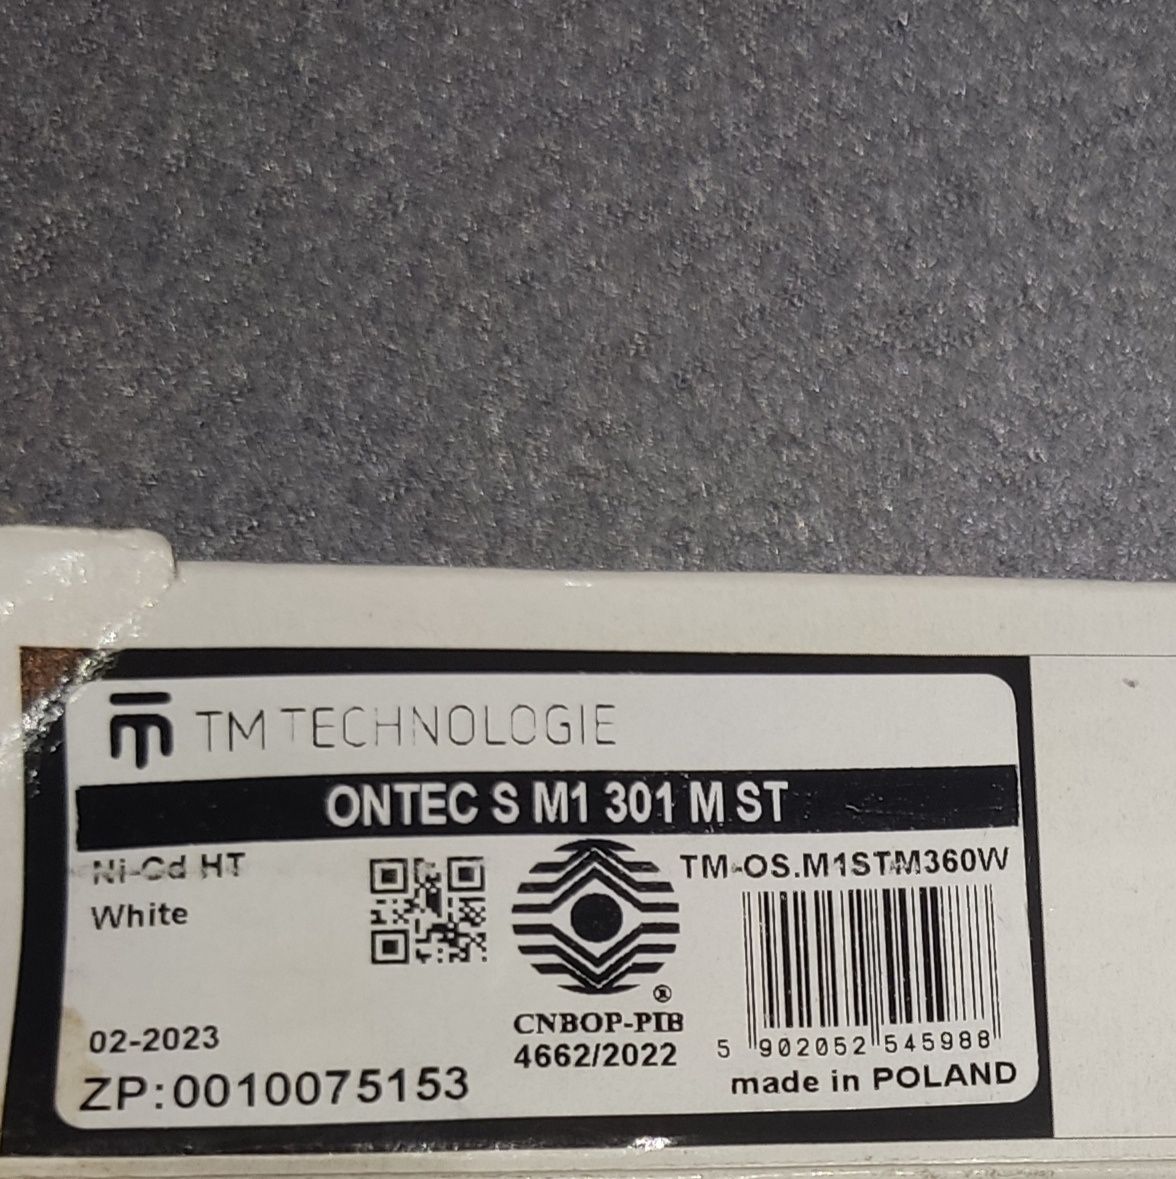 TM TECHNOLOGIE
ONTEC S M1 301 M ST
Ni-Cd HT
White
02-2023
ZP:0010075153
®
CNBOP-PIB
4662/2022
TM-OS.M1STM360W
5 902052 545988
made in POLAND